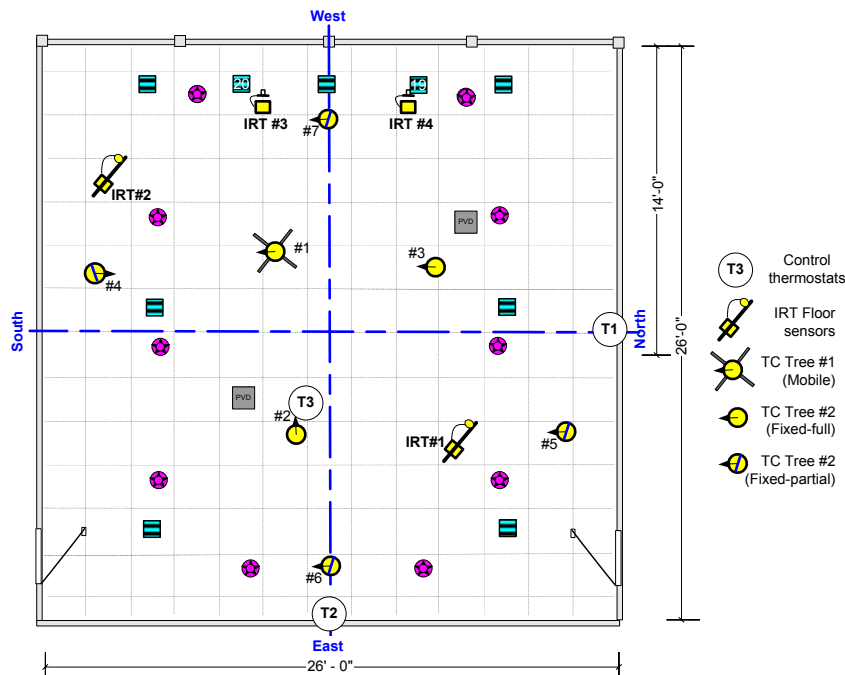 West
20
19
IRT #3
IRT #4
#7
IRT#2
14'-0"
PVD
#1
#3
T3
Control
thermostats
#4
IRT Floor
sensors
South
North
T1
26'-0"
TC Tree #1
(Mobile)
PVD
T3
#2
IRT#1
#5
TC Tree #2
(Fixed-full)
TC Tree #2
(Fixed-partial)
#6
T2
East
26' - 0"